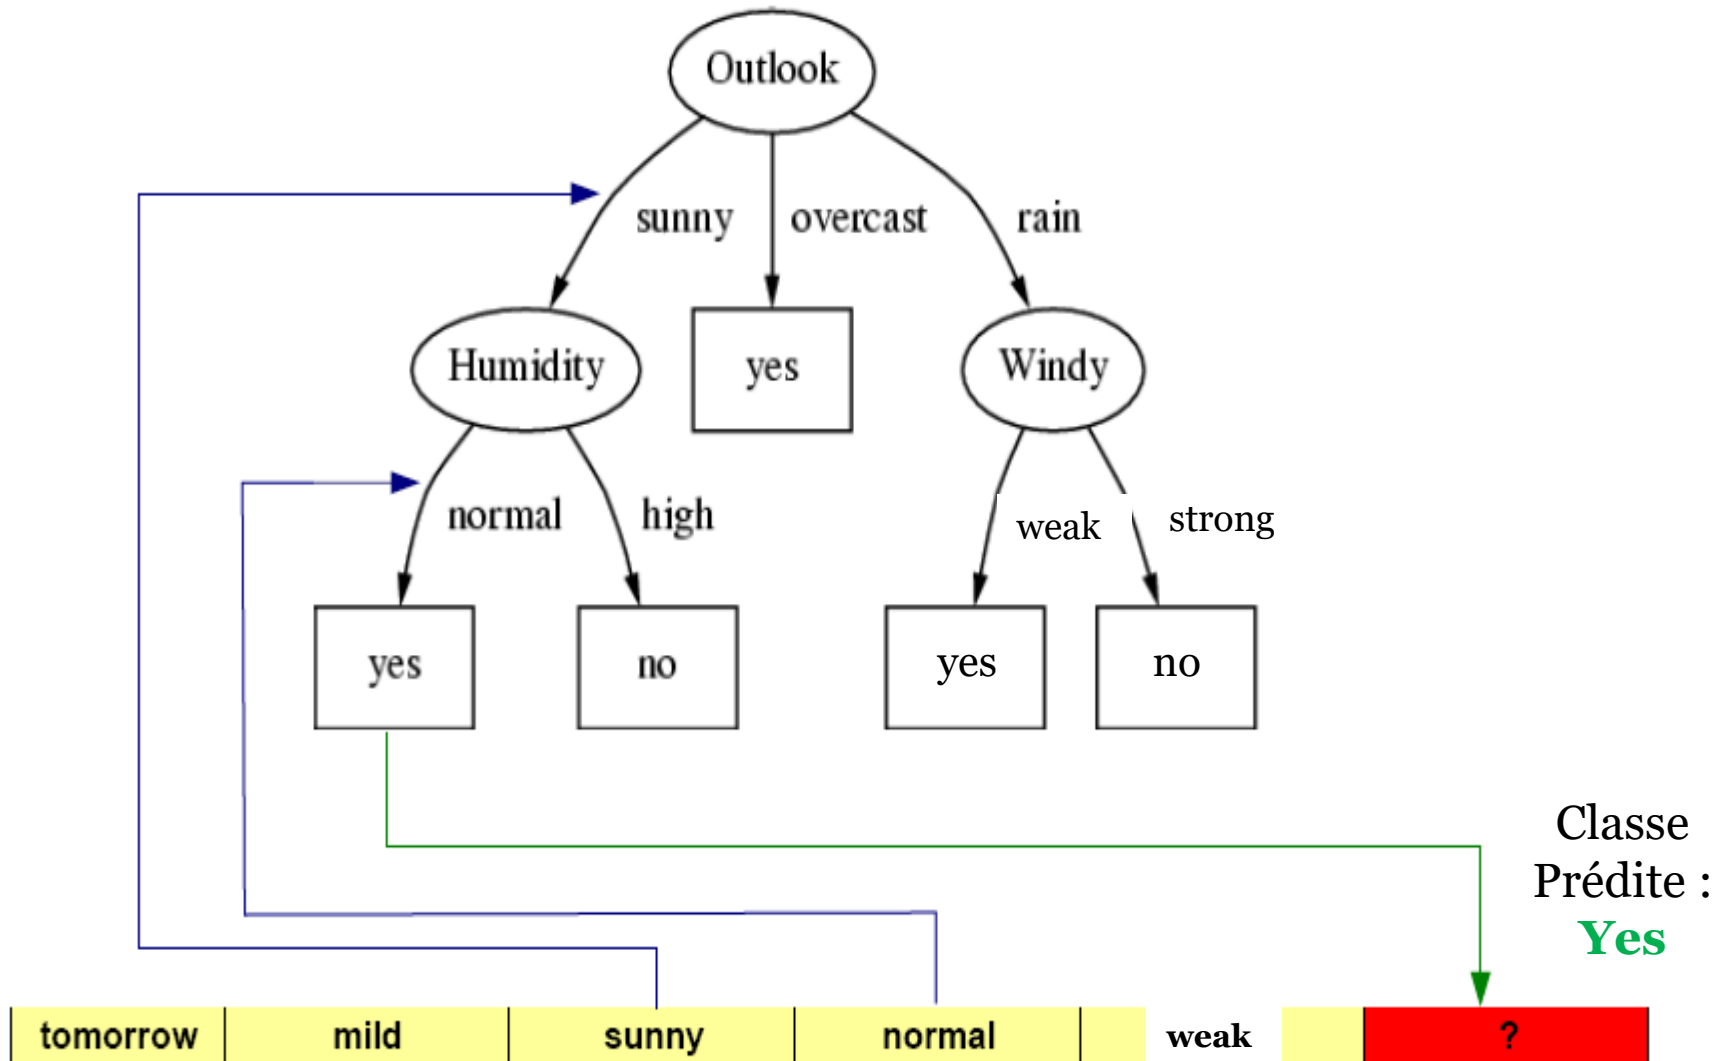 Outlook
sunny overcast rain
Humidity yes Windy
normal high weak strong
yes no yes no
Classe
Prédite :
Yes
tomorrow mild sunny normal weak ?